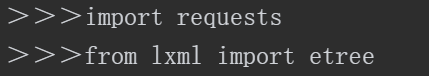 >>>import requests
>>>from lxml import etree